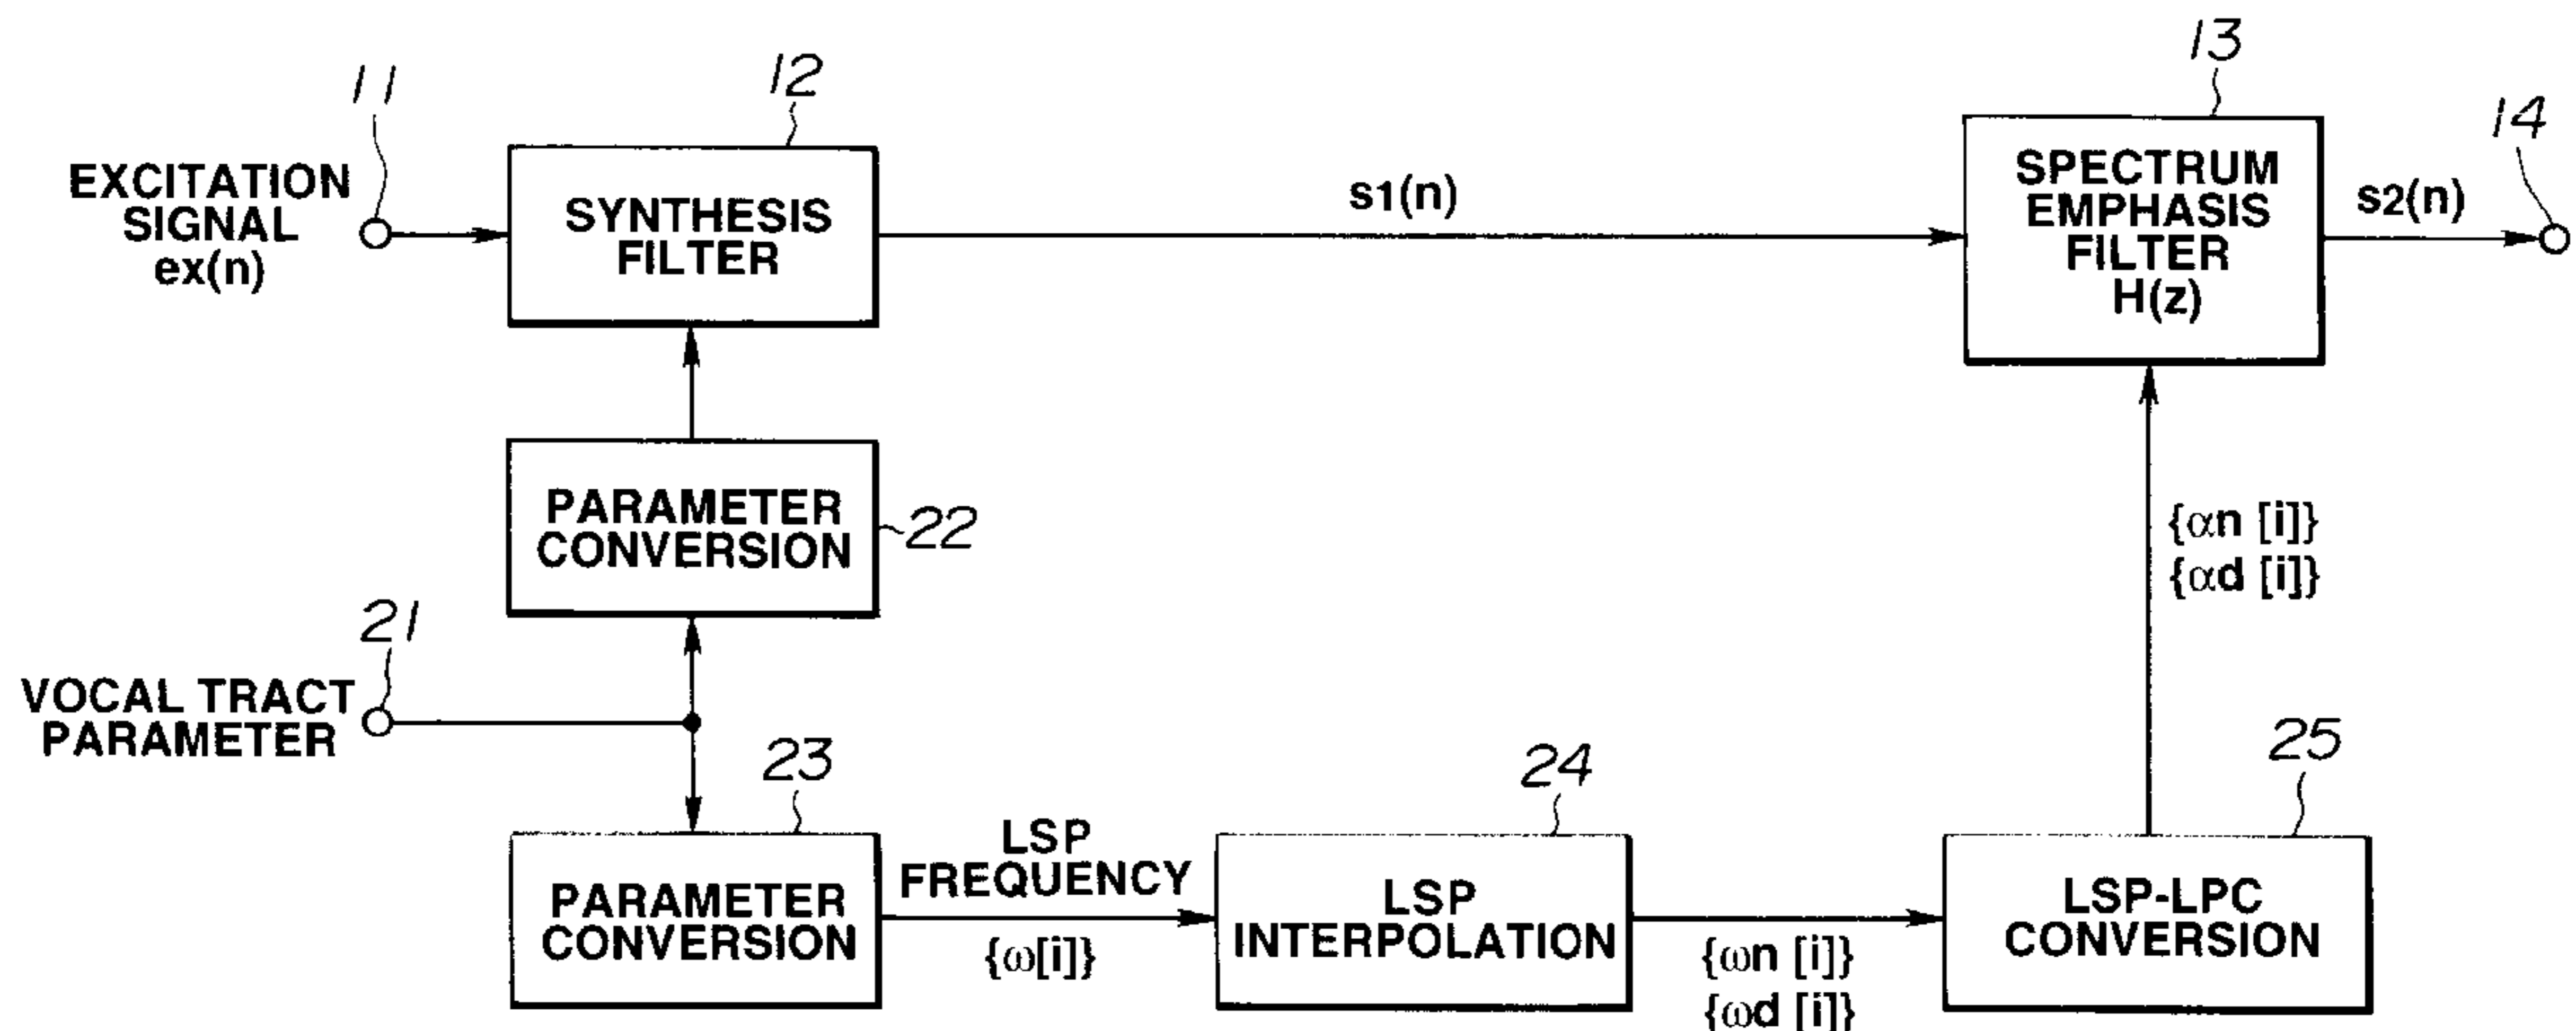 11
12
13
14
EXCITATION
SIGNAL
ex(n)
SYNTHESIS
FILTER
s1(n)
SPECTRUM
EMPHASIS
FILTER
H(z)
s2(n)
PARAMETER
CONVERSION
22
{αn [i]}
{αd [i]}
21
VOCAL TRACT
PARAMETER
23
24
25
PARAMETER
CONVERSION
LSP
FREQUENCY
{ω[i]}
LSP
INTERPOLATION
{ωn [i]}
{ωd [i]}
LSP-LPC
CONVERSION